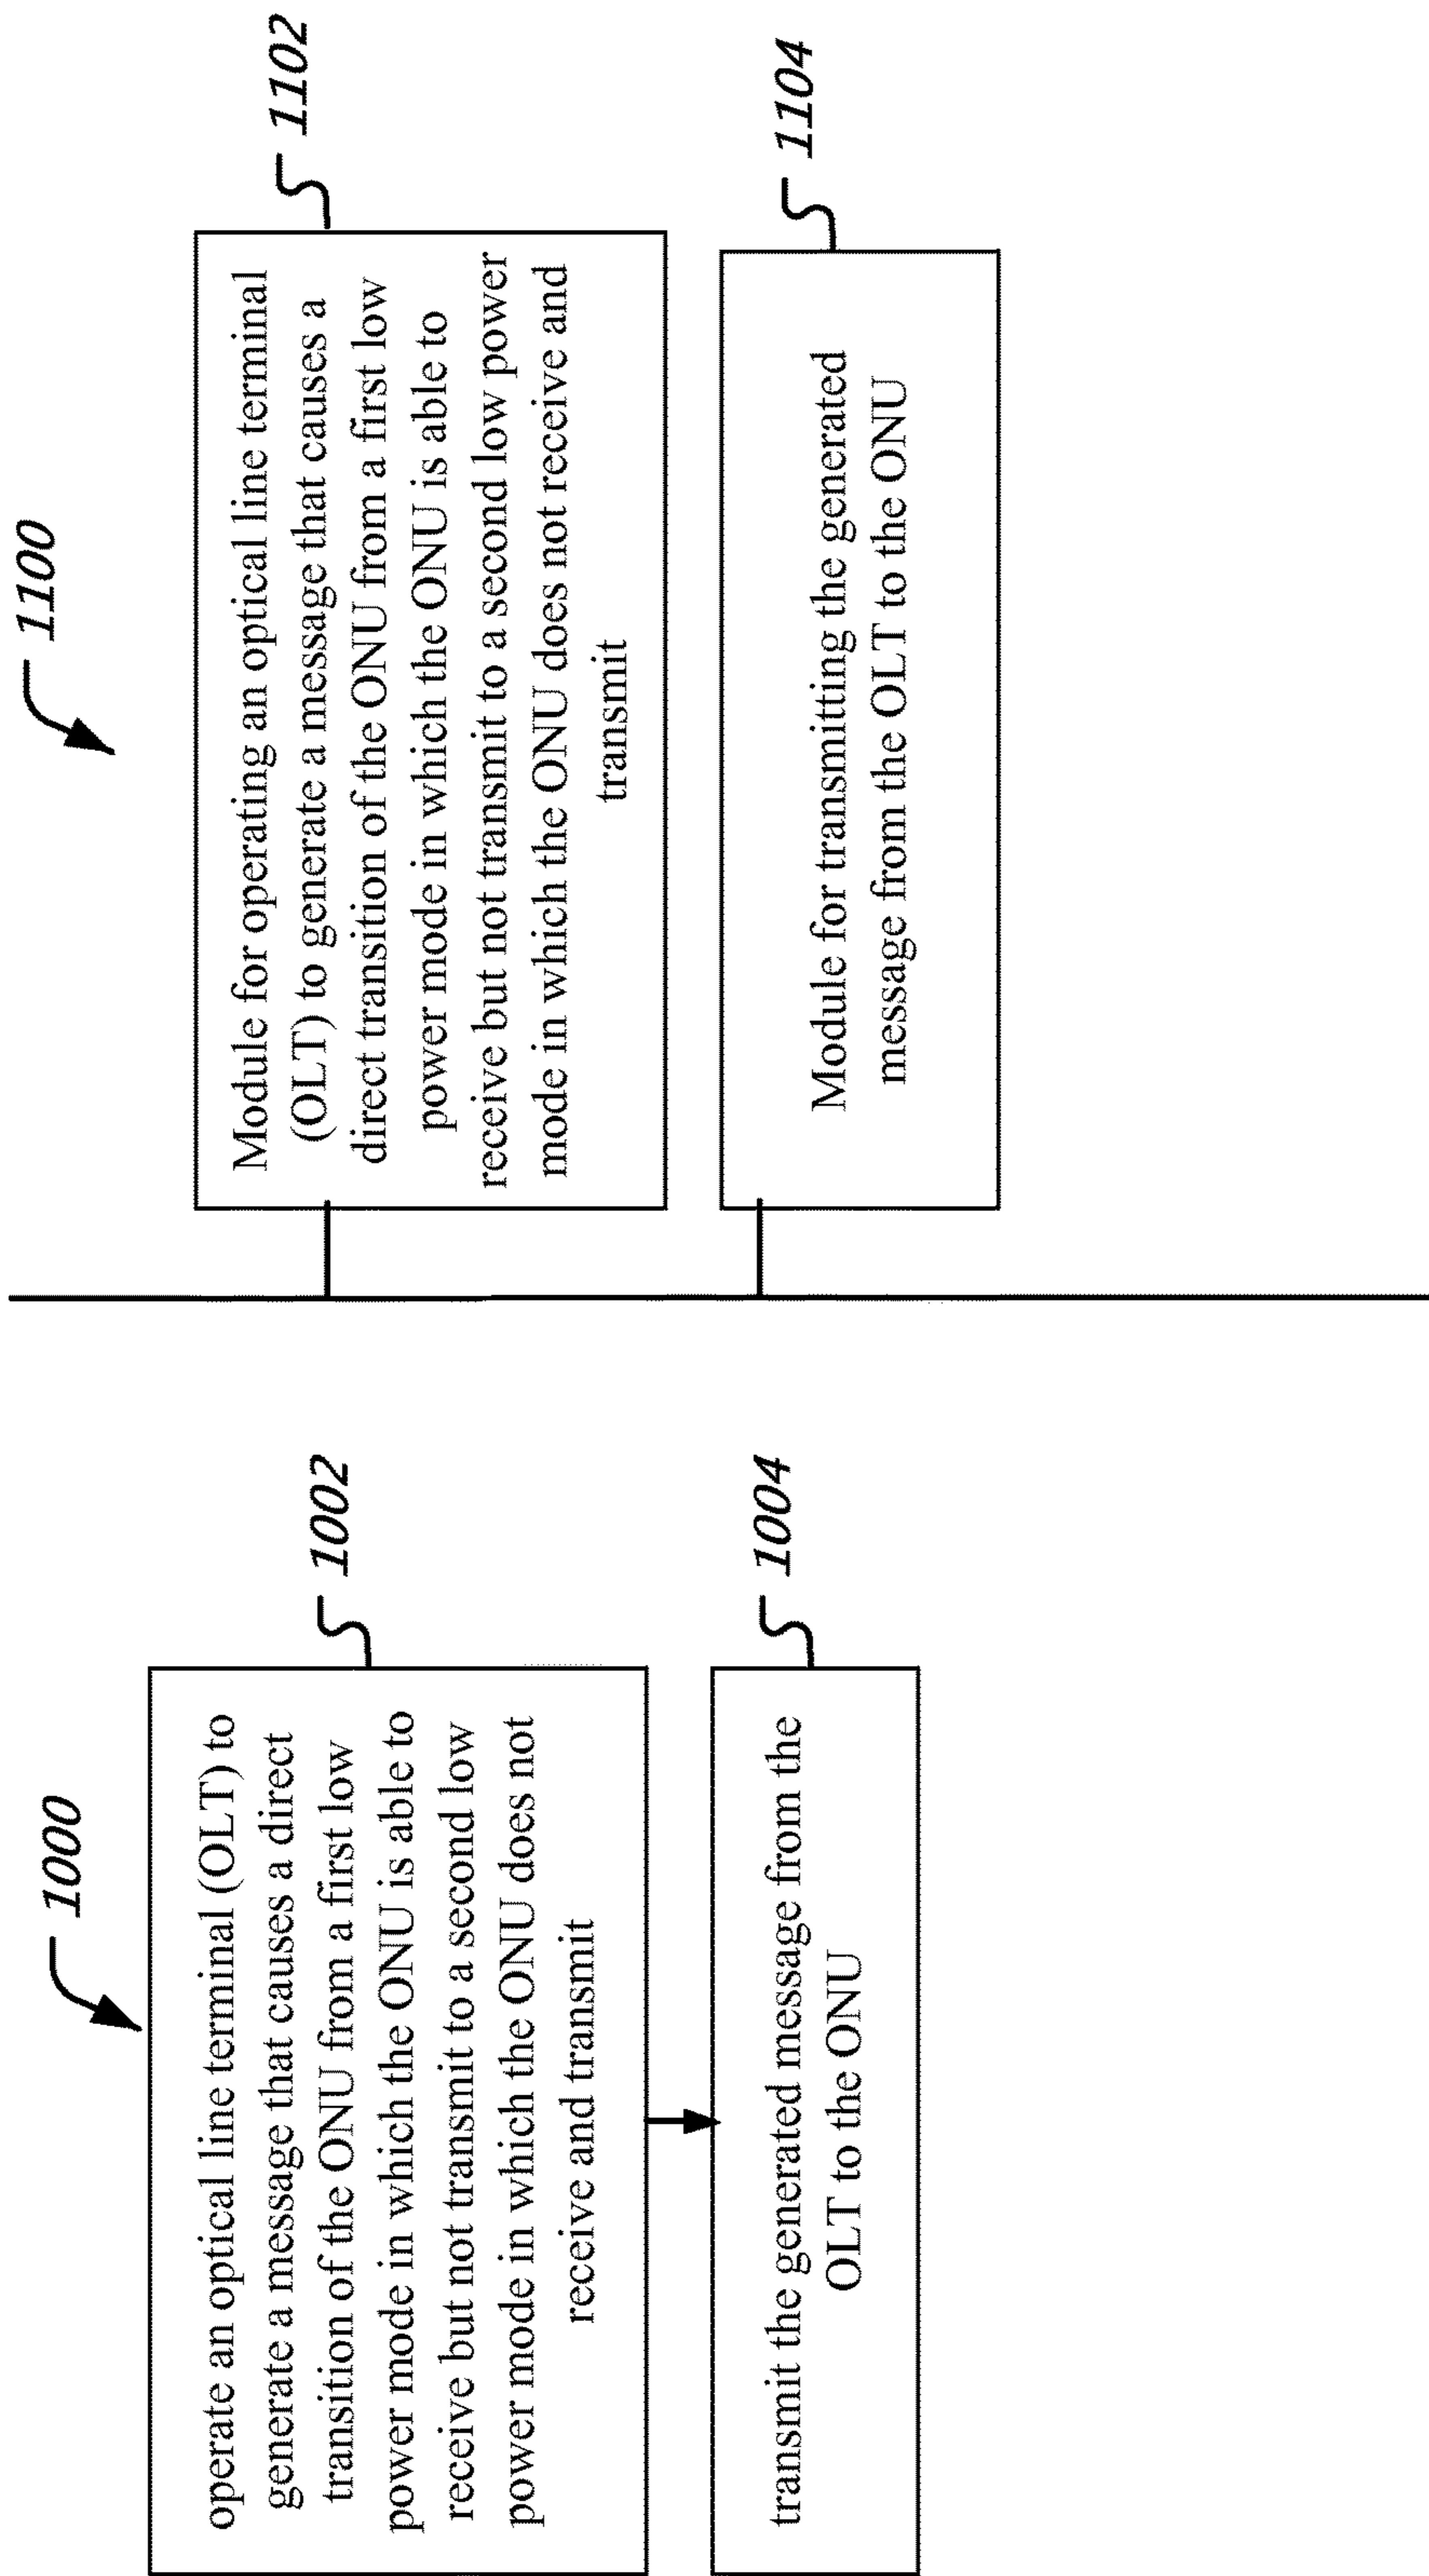 1000
operate an optical line terminal (OLT) to
generate a message that causes a direct
transition of the ONU from a first low
power mode in which the ONU is able to
receive but not transmit to a second low
power mode in which the ONU does not
receive and transmit
1002
transmit the generated message from the
OLT to the ONU
1004
1100
Module for operating an optical line terminal
(OLT) to generate a message that causes a
direct transition of the ONU from a first low
power mode in which the ONU is able to
receive but not transmit to a second low power
mode in which the ONU does not receive and
transmit
1102
Module for transmitting the generated
message from the OLT to the ONU
1104